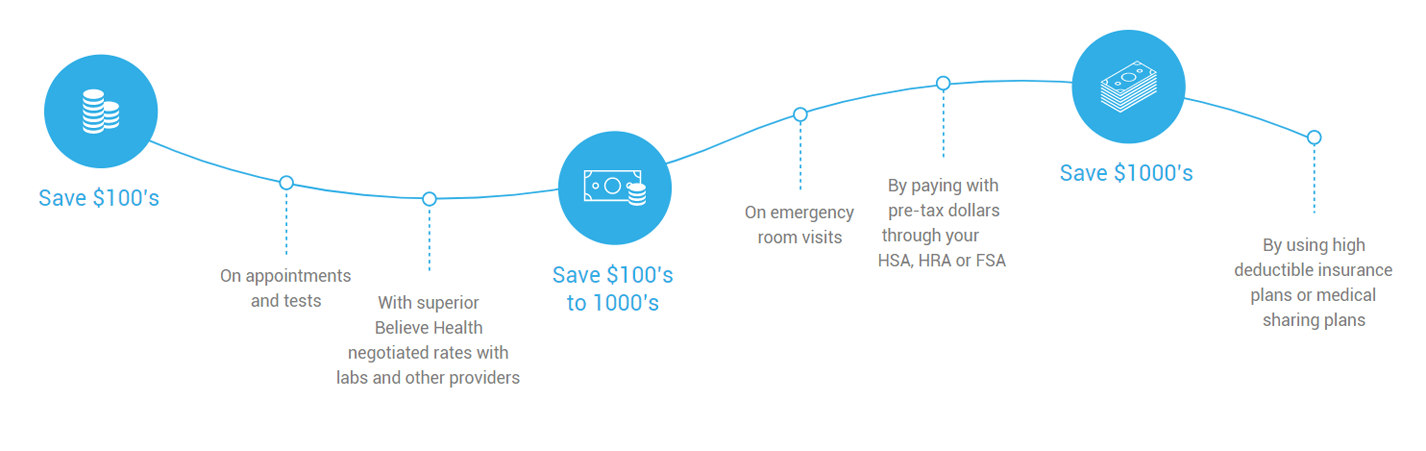 Save $100's
On appointments
and tests
With superior
Believe Health
negotiated rates with
labs and other providers
Save $100's
to 1000's
On emergency
room visits
By paying with
pre-tax dollars
through your
HSA, HRA or FSA
Save $1000's
By using high
deductible insurance
plans or medical
sharing plans